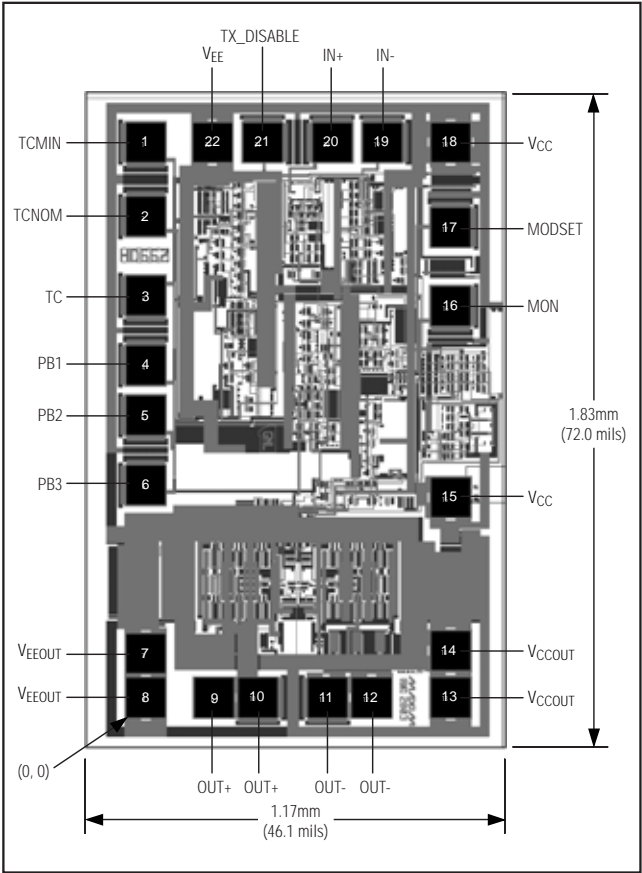 TX_DISABLE
VEE IN+ IN-
TCMIN 1 22 21 20 19 18 VCC
TCNOM 2 17 MODSET
HD66Z
TC 3 16 MON
PB1 4
PB2 5
1.83mm
(72.0 mils)
PB3 6 15 VCC
VEEOUT 7 14 VCCOUT
VEEOUT 8 9 10 11 12 13 VCCOUT
(0, 0)
OUT+ OUT+ OUT- OUT-
1.17mm
(46.1 mils)